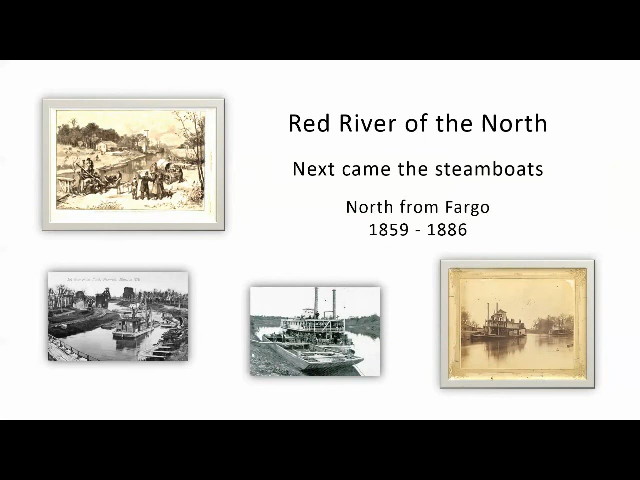 Red River of the North
Next came the steamboats
North from Fargo
1859 - 1886